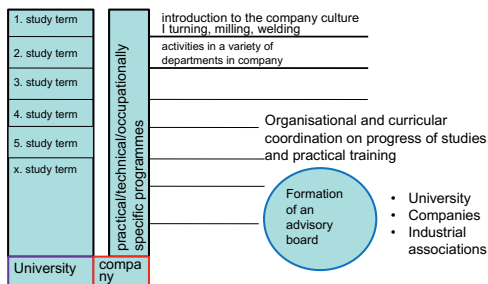 1. study term
2. study term
3. study term
4. study term
5. study term
x. study term
University
practical/technical/occupationally
specific programmes
compa
ny
introduction to the company culture
I turning, milling, welding
activities in a variety of
departments in company
Organisational and curricular
coordination on progress of studies
and practical training
Formation
of an
advisory
board
• University
• Companies
• Industrial
associations